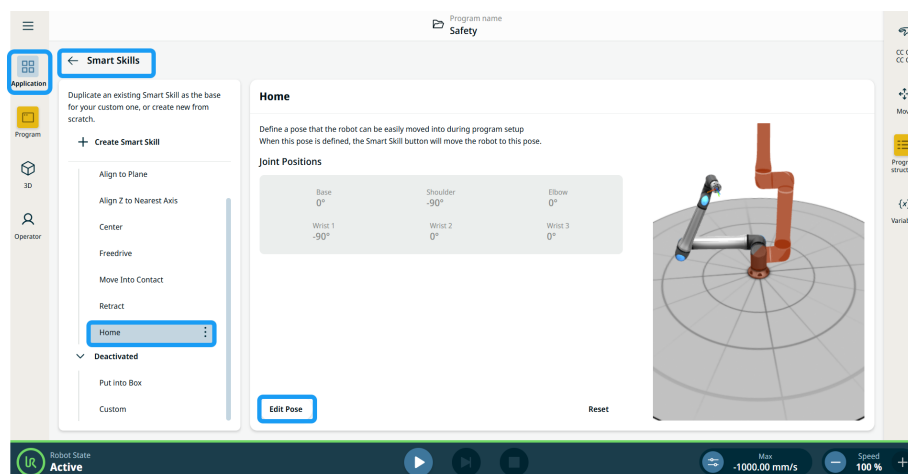 Program name
Safety
Application
Program
3D
Operator
Smart Skills
Duplicate an existing Smart Skill as the base
for your custom one, or create new from
scratch.
Create Smart Skill
Align to Plane
Align Z to Nearest Axis
Center
Freedrive
Move Into Contact
Retract
Home
Deactivated
Put into Box
Custom
Home
Define a pose that the robot can be easily moved into during program setup
When this pose is defined, the Smart Skill button will move the robot to this pose.
Joint Positions
Base
0°
Shoulder
-90°
Elbow
0°
Wrist 1
-90°
Wrist 2
0°
Wrist 3
0°
Edit Pose
Reset
Robot State
Active
Max
-1000.00 mm/s
Speed
100 %